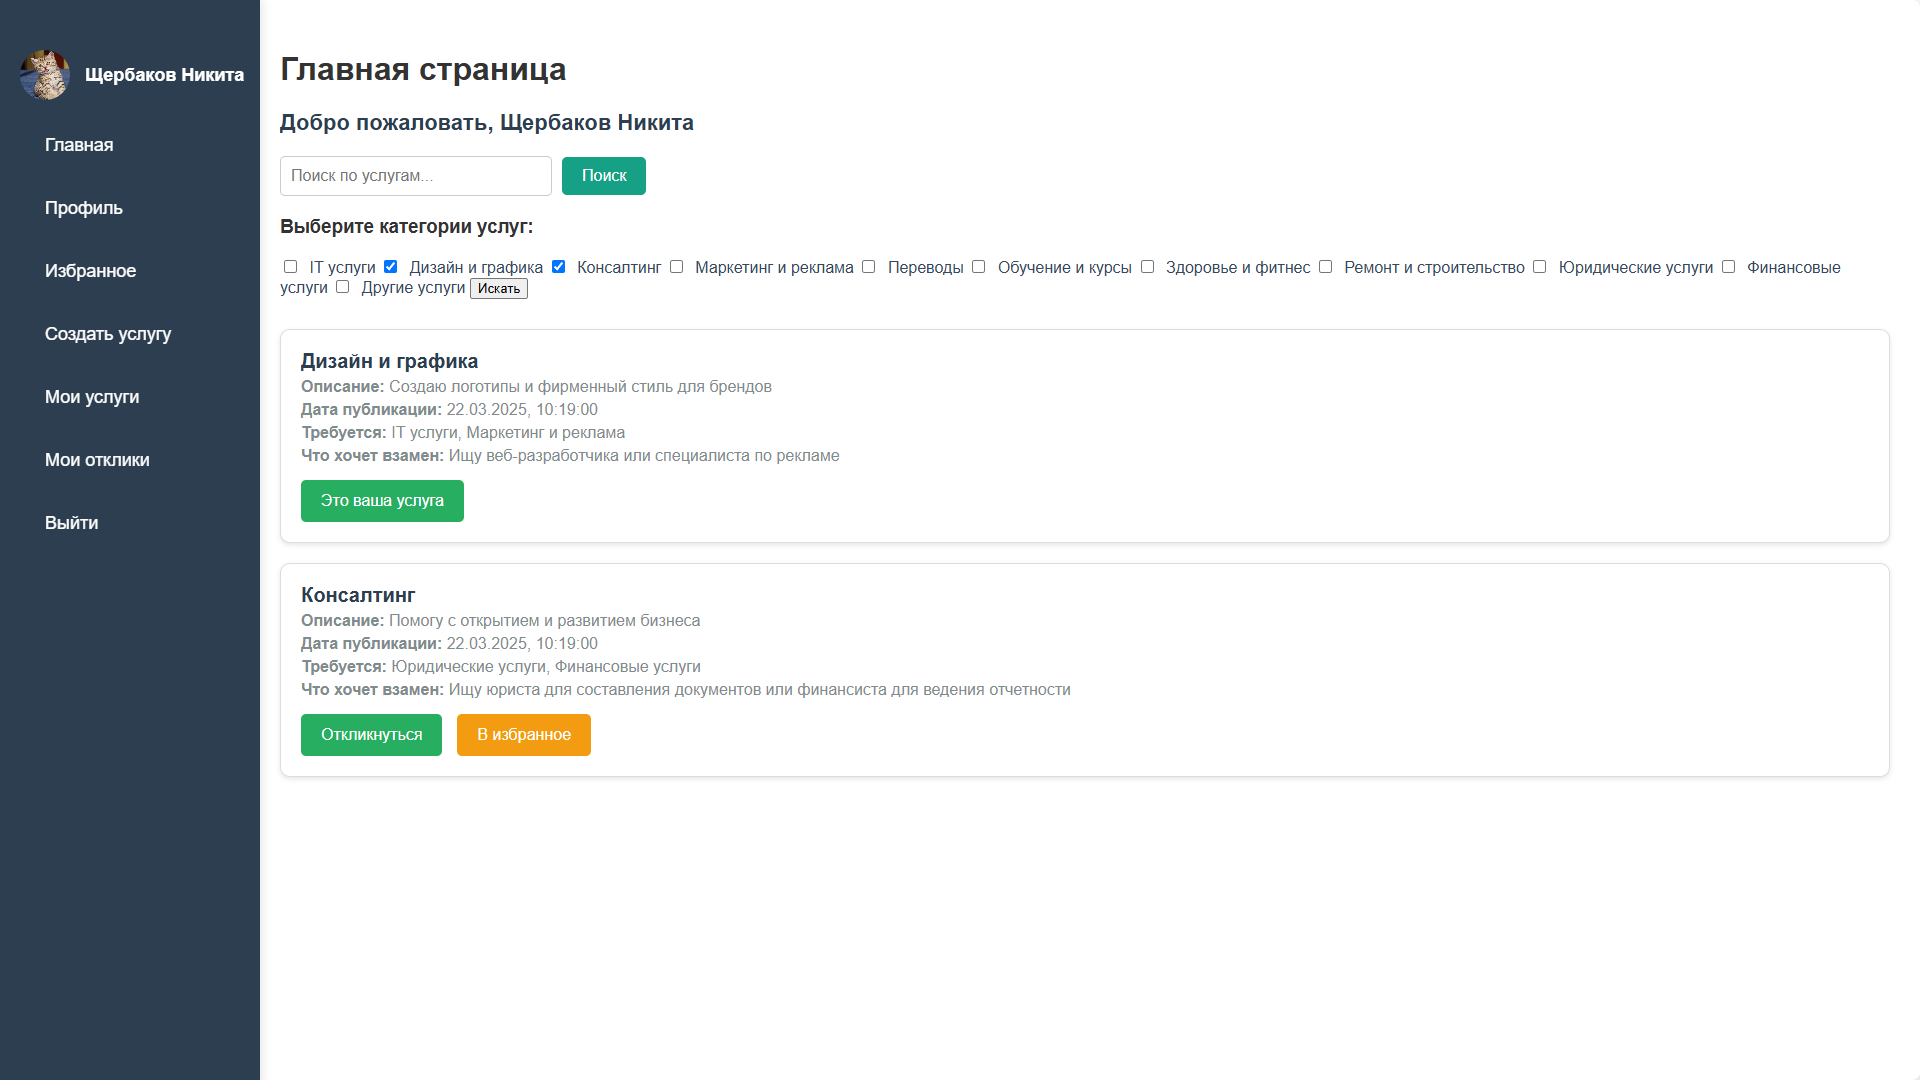 Щербаков Никита
Главная
Профиль
Избранное
Создать услугу
Мои услуги
Мои отклики
Выйти
Главная страница
Добро пожаловать, Щербаков Никита
Поиск по услугам...
Поиск
Выберите категории услуг:
IT услуги Дизайн и графика Консалтинг Маркетинг и реклама Переводы Обучение и курсы Здоровье и фитнес Ремонт и строительство Юридические услуги Финансовые
услуги Другие услуги Искать
Дизайн и графика
Описание: Создаю логотипы и фирменный стиль для брендов
Дата публикации: 22.03.2025, 10:19:00
Требуется: IT услуги, Маркетинг и реклама
Что хочет взамен: Ищу веб-разработчика или специалиста по рекламе
Это ваша услуга
Консалтинг
Описание: Помогу с открытием и развитием бизнеса
Дата публикации: 22.03.2025, 10:19:00
Требуется: Юридические услуги, Финансовые услуги
Что хочет взамен: Ищу юриста для составления документов или финансиста для ведения отчетности
Откликнуться В избранное